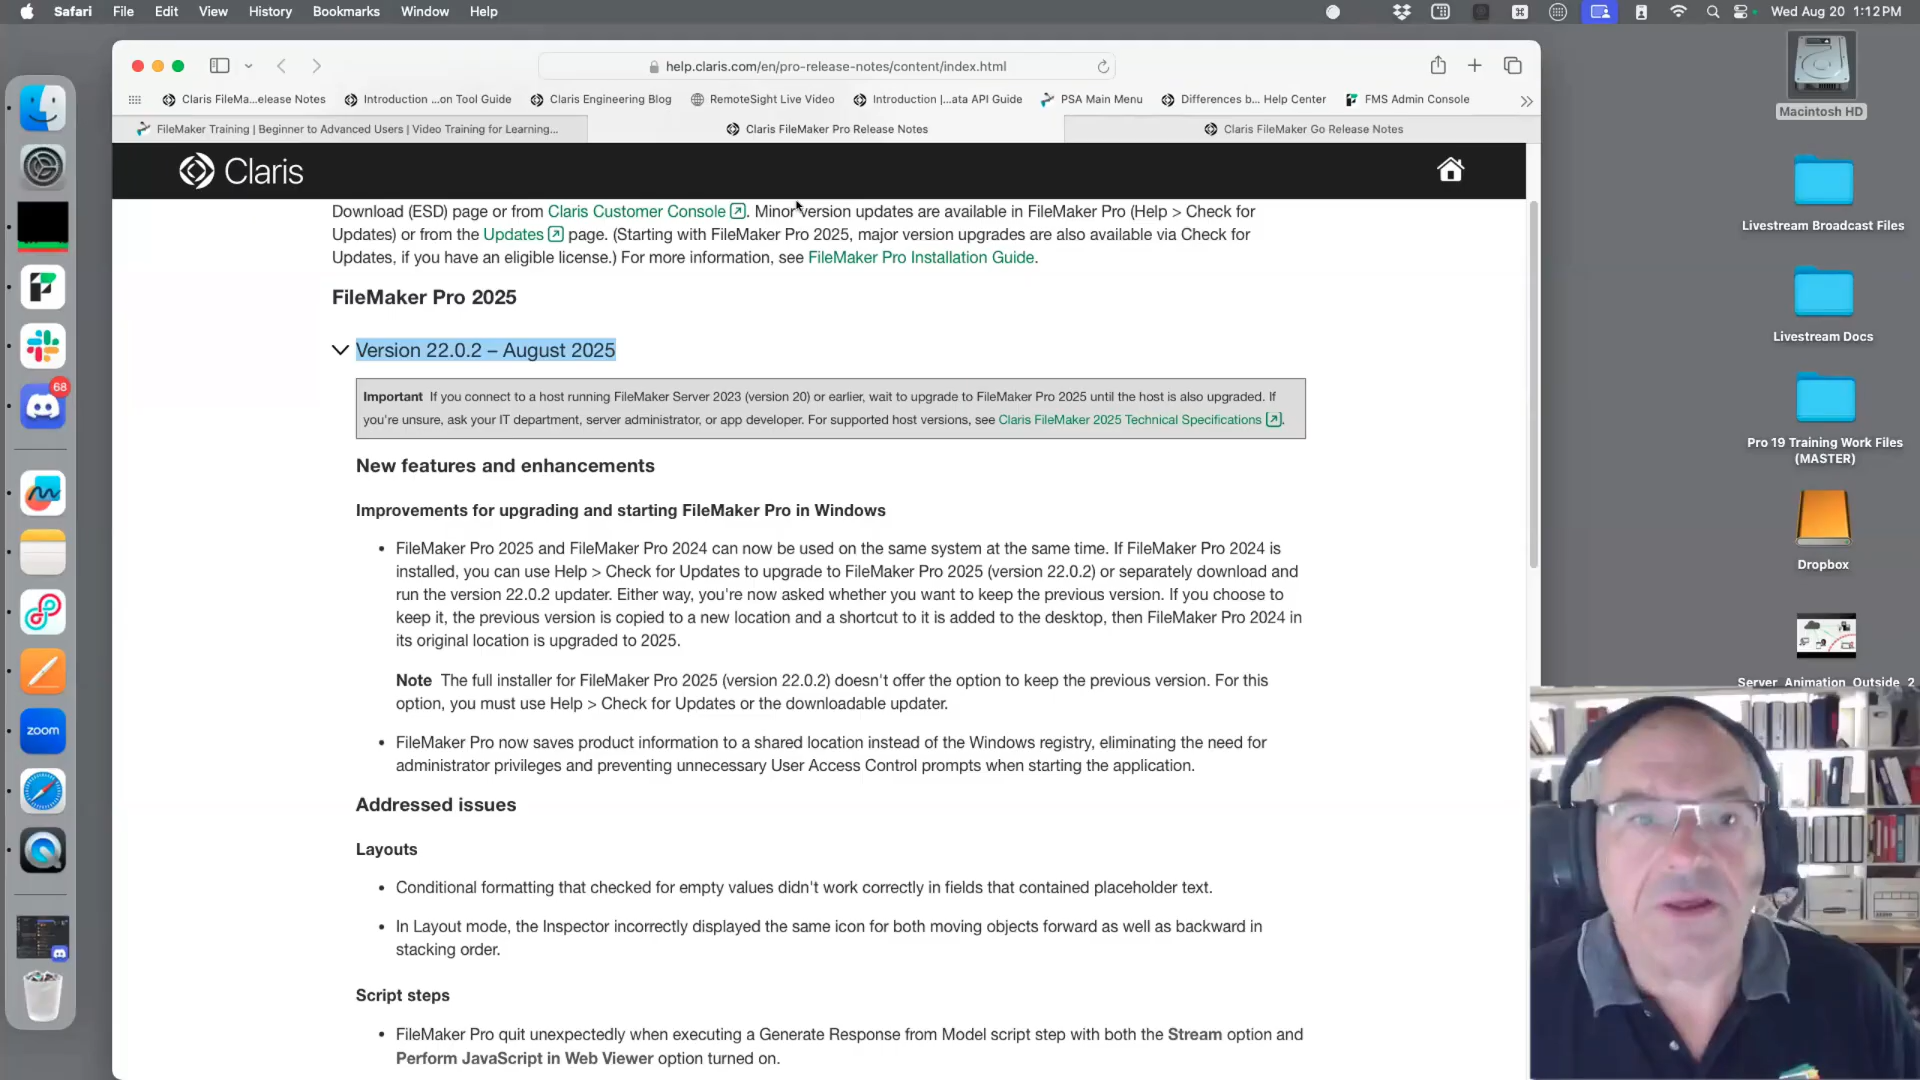 Safari File Edit View History Bookmarks Window Help
Wed Aug 20 1:12 PM
help.claris.com/en/pro-release-notes/content/index.html
Claris FileMa...elease Notes
Introduction ...on Tool Guide
Claris Engineering Blog
RemoteSight Live Video
Introduction |...ata API Guide
PSA Main Menu
Differences b... Help Center
FMS Admin Console
FileMaker Training | Beginner to Advanced Users | Video Training for Learning...
Claris FileMaker Pro Release Notes
Claris FileMaker Go Release Notes
Claris
Download (ESD) page or from Claris Customer Console. Minor version updates are available in FileMaker Pro (Help > Check for
Updates) or from the Updates page. (Starting with FileMaker Pro 2025, major version upgrades are also available via Check for
Updates, if you have an eligible license.) For more information, see FileMaker Pro Installation Guide.
FileMaker Pro 2025
Version 22.0.2 – August 2025
Important If you connect to a host running FileMaker Server 2023 (version 20) or earlier, wait to upgrade to FileMaker Pro 2025 until the host is also upgraded. If
you're unsure, ask your IT department, server administrator, or app developer. For supported host versions, see Claris FileMaker 2025 Technical Specifications.
New features and enhancements
Improvements for upgrading and starting FileMaker Pro in Windows
• FileMaker Pro 2025 and FileMaker Pro 2024 can now be used on the same system at the same time. If FileMaker Pro 2024 is
installed, you can use Help > Check for Updates to upgrade to FileMaker Pro 2025 (version 22.0.2) or separately download and
run the version 22.0.2 updater. Either way, you're now asked whether you want to keep the previous version. If you choose to
keep it, the previous version is copied to a new location and a shortcut to it is added to the desktop, then FileMaker Pro 2024 in
its original location is upgraded to 2025.
Note The full installer for FileMaker Pro 2025 (version 22.0.2) doesn't offer the option to keep the previous version. For this
option, you must use Help > Check for Updates or the downloadable updater.
• FileMaker Pro now saves product information to a shared location instead of the Windows registry, eliminating the need for
administrator privileges and preventing unnecessary User Access Control prompts when starting the application.
Addressed issues
Layouts
• Conditional formatting that checked for empty values didn't work correctly in fields that contained placeholder text.
• In Layout mode, the Inspector incorrectly displayed the same icon for both moving objects forward as well as backward in
stacking order.
Script steps
• FileMaker Pro quit unexpectedly when executing a Generate Response from Model script step with both the Stream option and
Perform JavaScript in Web Viewer option turned on.
68
zoom
Macintosh HD
Livestream Broadcast Files
Livestream Docs
Pro 19 Training Work Files
(MASTER)
Dropbox
Server_Animation_Outside_2